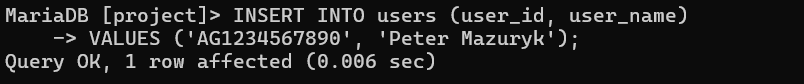 MariaDB [project]> INSERT INTO users (user_id, user_name)
    -> VALUES ('AG1234567890', 'Peter Mazuryk');
Query OK, 1 row affected (0.006 sec)